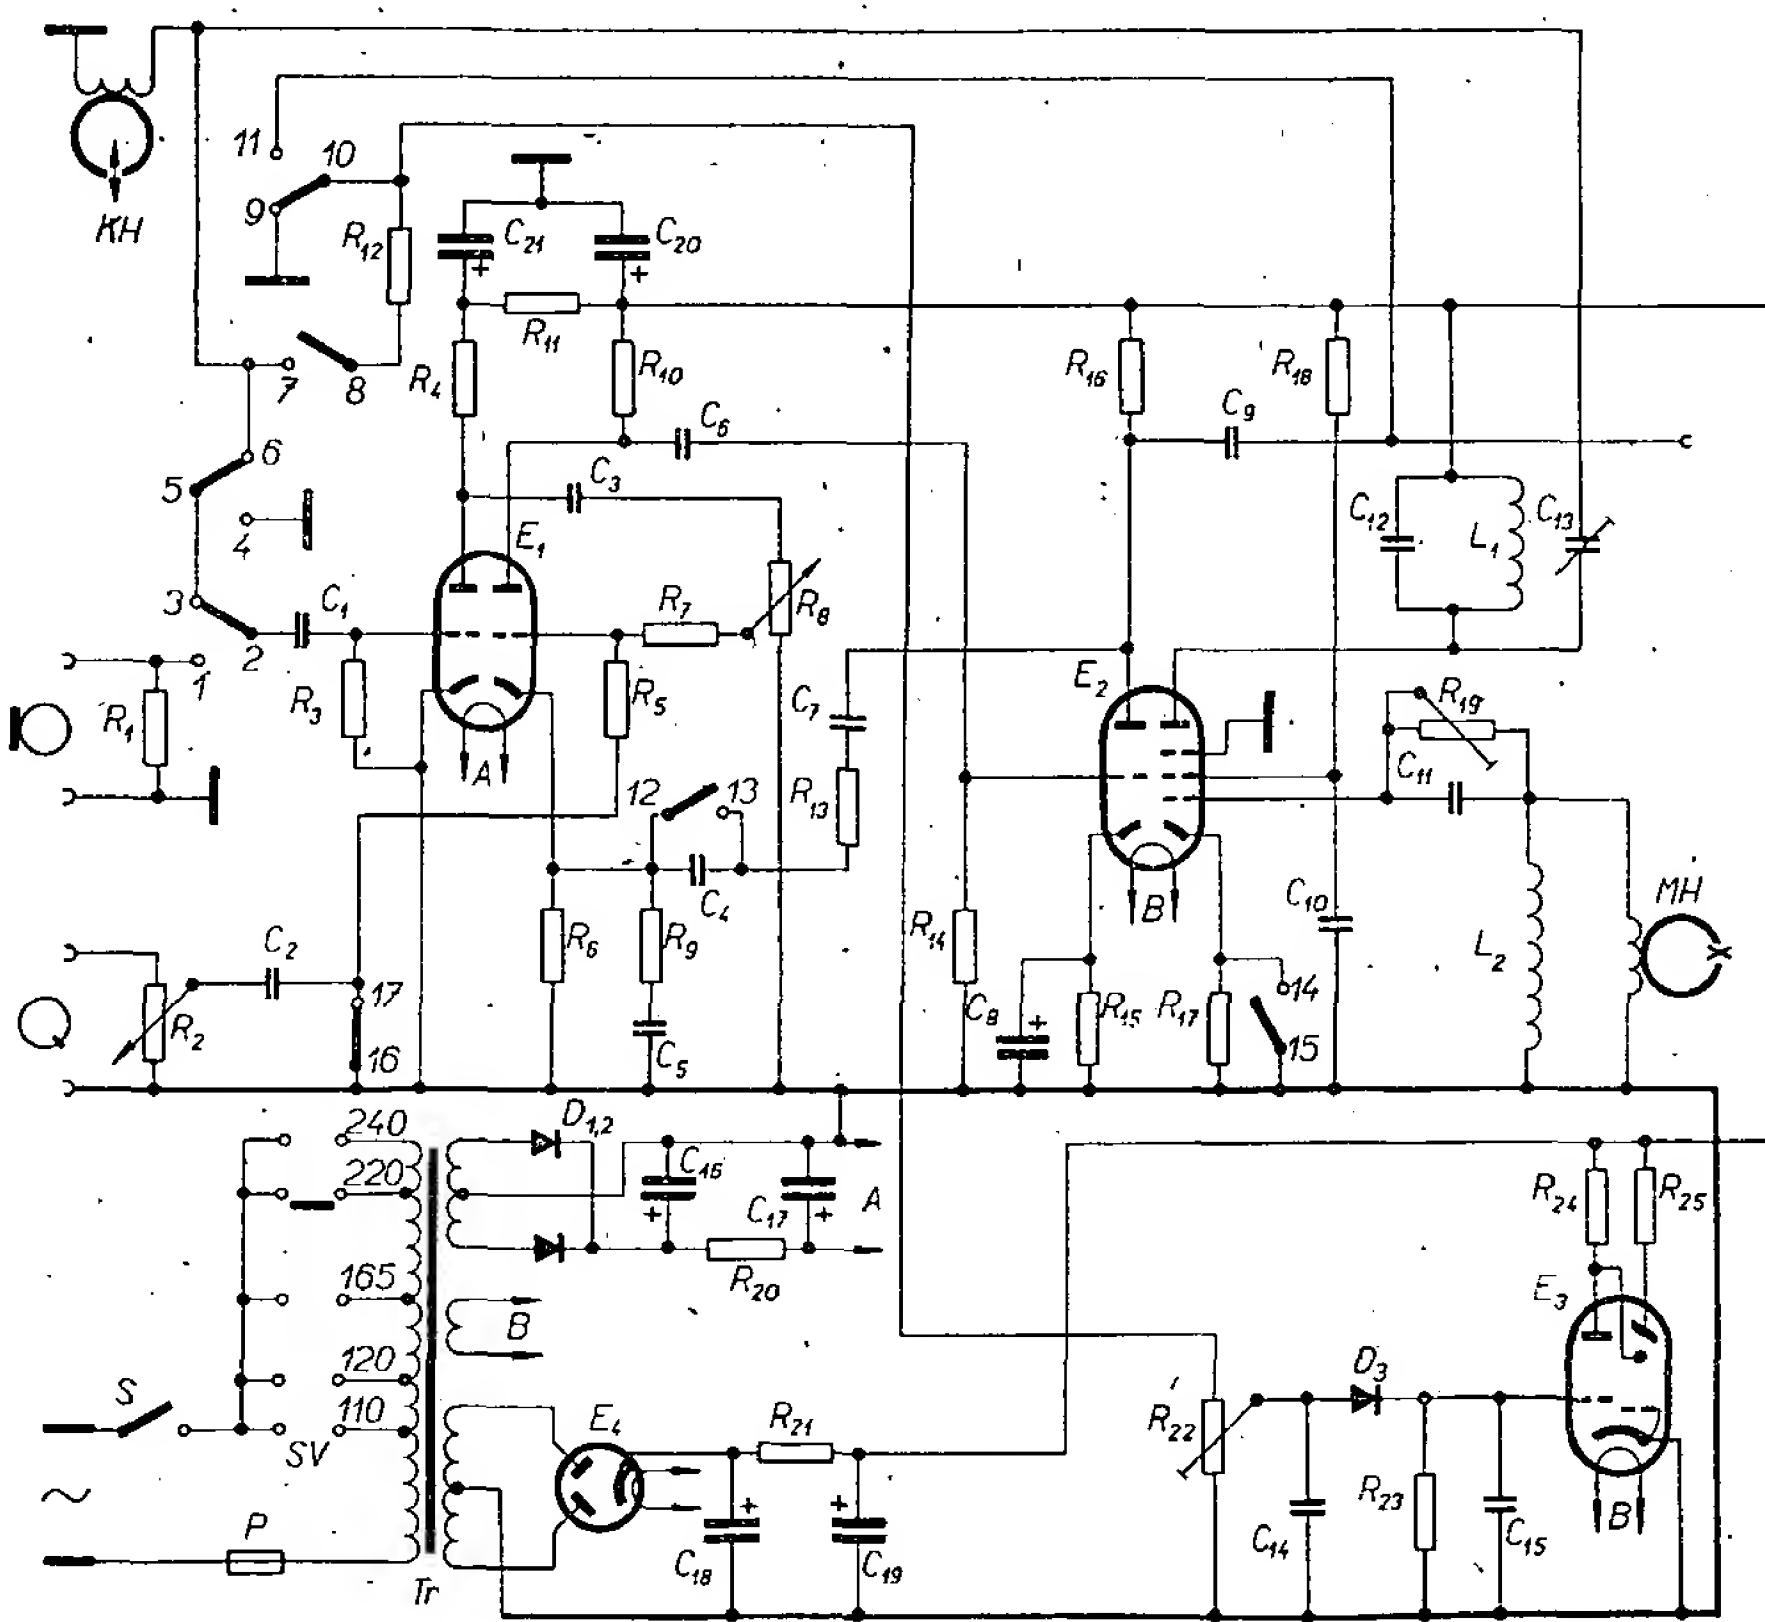 KH
11
10
9
R12
C21
+
C20
+
R11
R4
R10
7
8
6
5
4
3
2
1
C1
C3
C6
E1
R7
R8
R3
R5
R1
A
12
13
C4
R6
R9
C5
C2
R2
17
16
C7
R13
R14
R16
R18
C9
C12
L1
C13
E2
R19
C11
B
C10
C8
+
R15
R17
14
15
L2
MH
240
220
165
120
110
S
SV
P
Tr
D1,2
C16
+
C17
+
A
R20
B
E4
R21
C18
+
C19
+
R24
R25
E3
D3
R22
C14
R23
C15
B